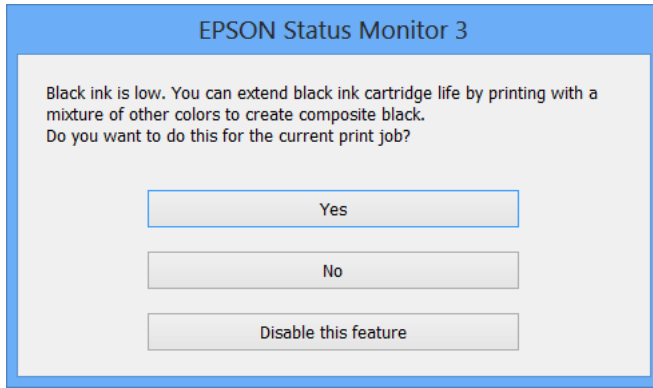 EPSON Status Monitor 3
Black ink is low. You can extend black ink cartridge life by printing with a
mixture of other colors to create composite black.
Do you want to do this for the current print job?
Yes
No
Disable this feature